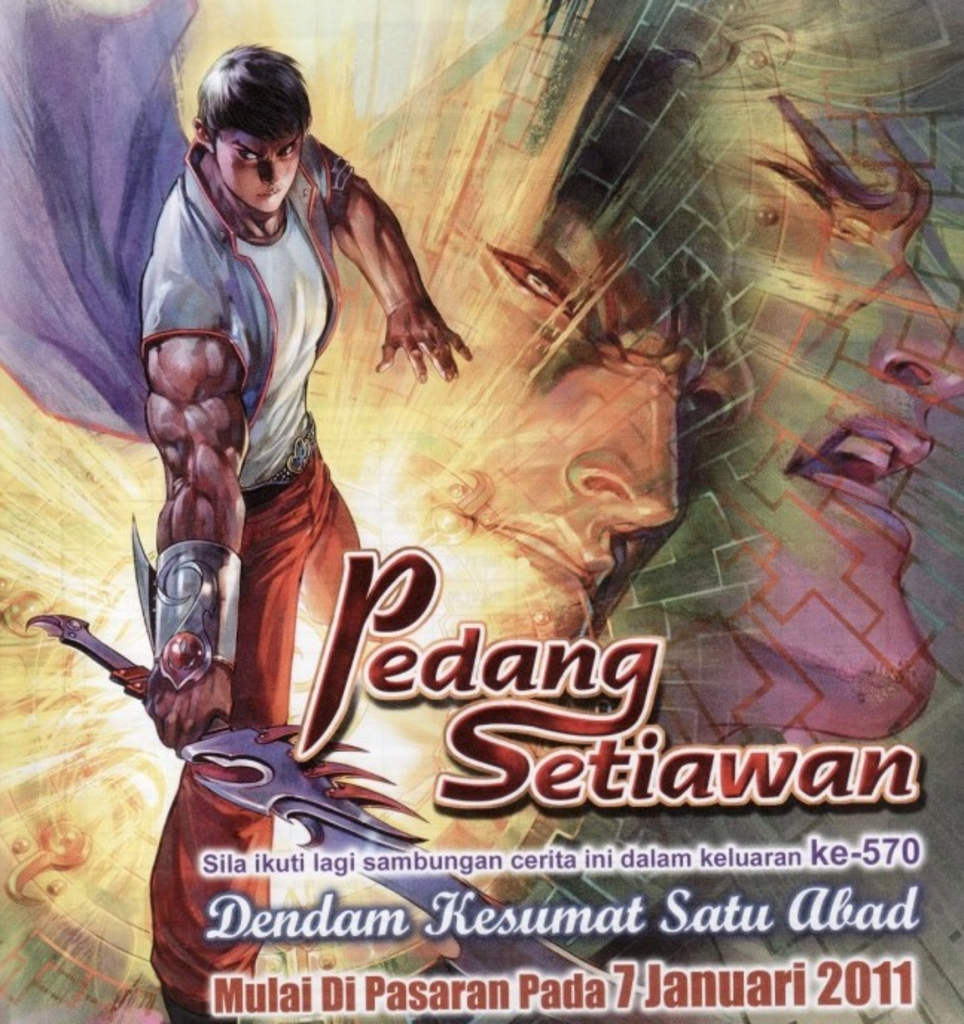 Pedang
Setiawan
Sila ikuti lagi sambungan cerita ini dalam keluaran ke-570
Dendam Kesumat Satu Abad
Mulai Di Pasaran Pada 7 Januari 2011